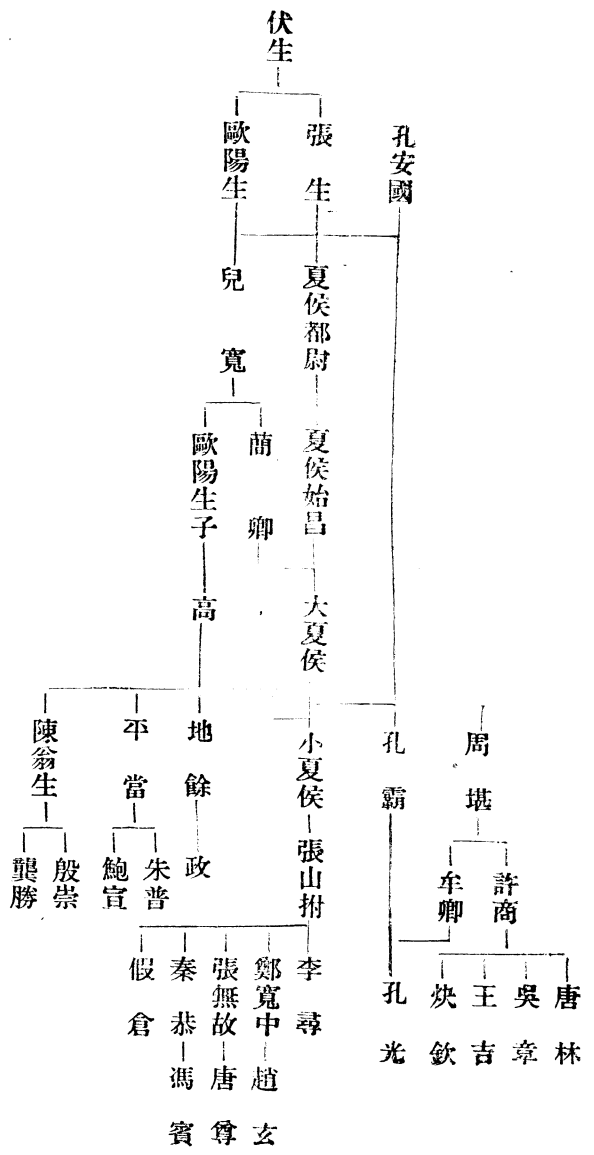 伏生
孔安國
張生
歐陽生
夏侯都尉
兒寬
夏侯始昌
蕳卿
歐陽生子
大夏侯
高
周堪
孔霸
小夏侯
地餘
平當
陳翁生
許商
牟卿
張山拊
政
朱普
鮑宣
殷崇
龔勝
唐林
吳章
王吉
炔欽
孔光
李尋
鄭寬中
張無故
秦恭
假倉
趙玄
唐尊
馮賓